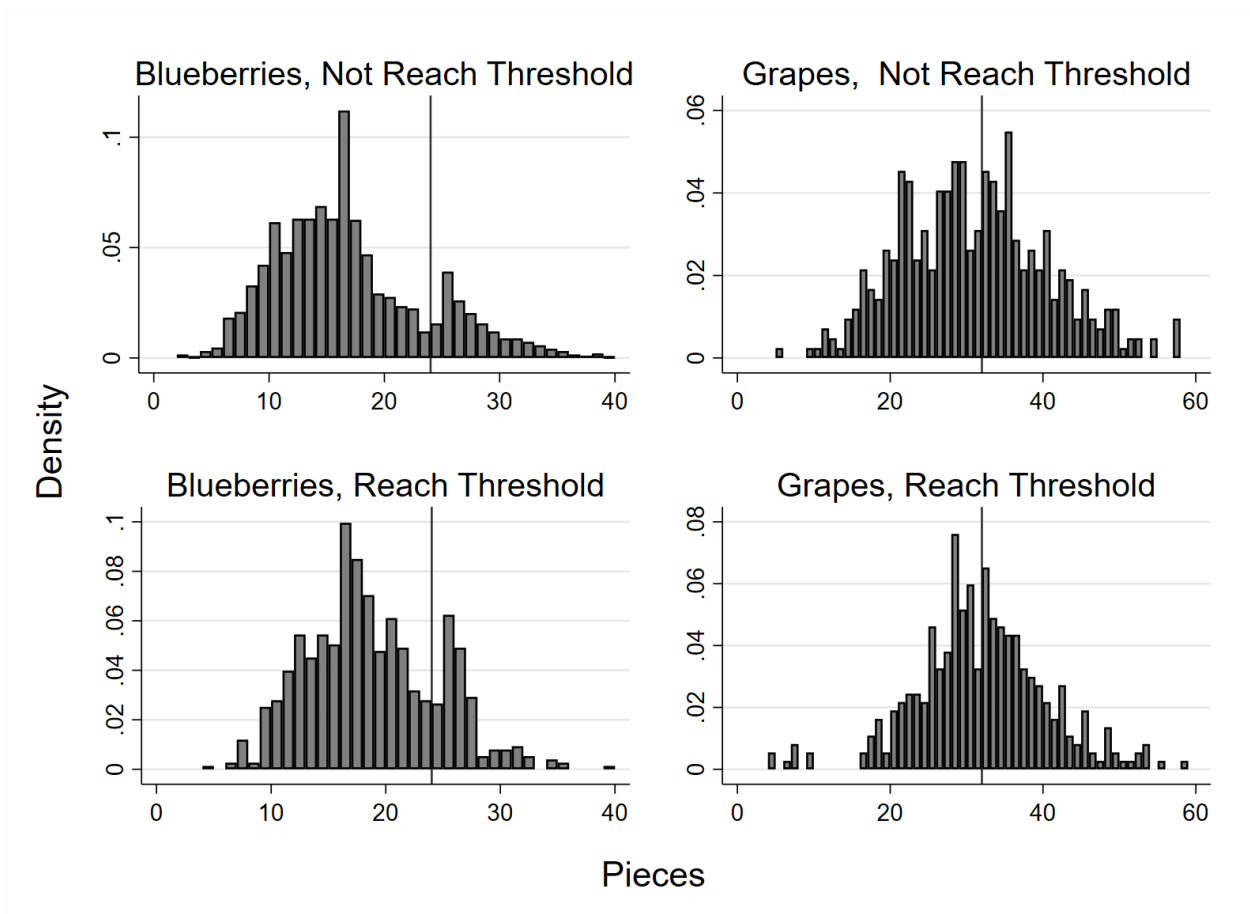 Blueberries, Not Reach Threshold
.1
.05
0
0 10 20 30 40
Grapes,  Not Reach Threshold
.06
.04
.02
0
0 20 40 60
Density
Blueberries, Reach Threshold
.1
.08
.06
.04
.02
0
0 10 20 30 40
Grapes, Reach Threshold
.08
.06
.04
.02
0
0 20 40 60
Pieces